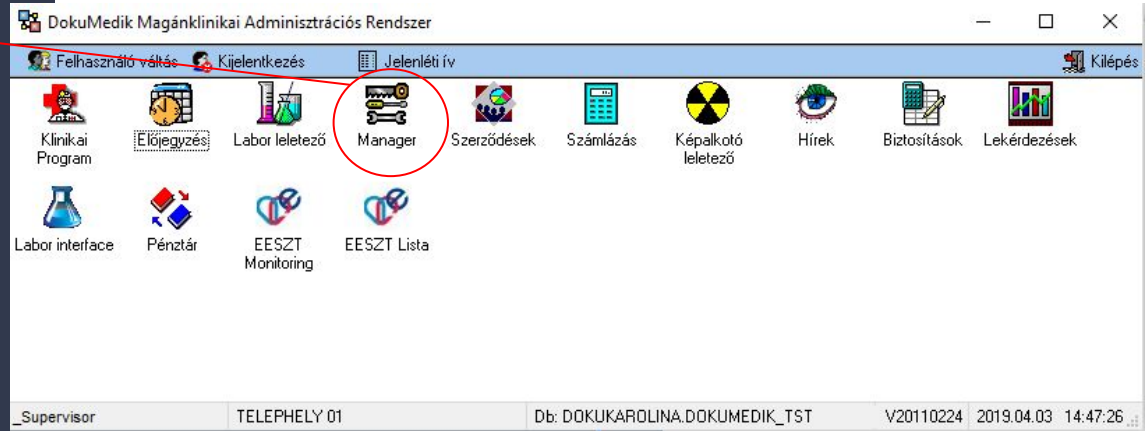 DokuMedik Magánklinikai Adminisztrációs Rendszer
Felhasználó váltás Kijelentkezés Jelenléti ív Kilépés
Klinikai Program
Előjegyzés
Labor leletező
Manager
Szerződések
Számlázás
Képalkotó leletező
Hírek
Biztosítások
Lekérdezések
Labor interface
Pénztár
EESZT Monitoring
EESZT Lista
_Supervisor TELEPHELY 01 Db: DOKUKAROLINA.DOKUMEDIK_TST V20110224 2019.04.03 14:47:26